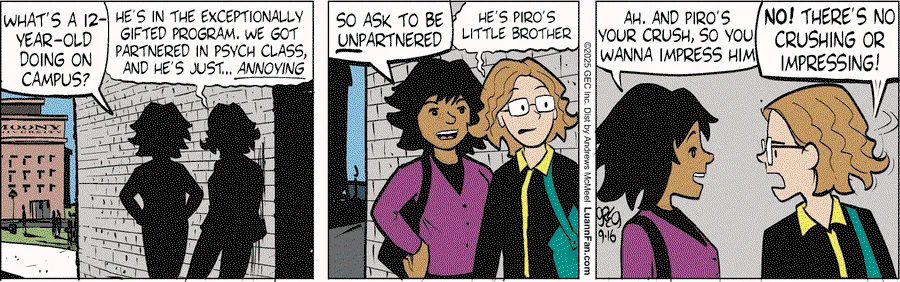 WHAT'S A 12-
YEAR-OLD
DOING ON
CAMPUS?
HE'S IN THE EXCEPTIONALLY
GIFTED PROGRAM. WE GOT
PARTNERED IN PSYCH CLASS,
AND HE'S JUST... ANNOYING
MOONY
UNIVERSITY
SO ASK TO BE
UNPARTNERED
HE'S PIRO'S
LITTLE BROTHER
©2025 GEC Inc. Dist by Andrews McMeel LuannFan.com
AH. AND PIRO'S
YOUR CRUSH, SO YOU
WANNA IMPRESS HIM
NO! THERE'S NO
CRUSHING OR
IMPRESSING!
GREG
9-16